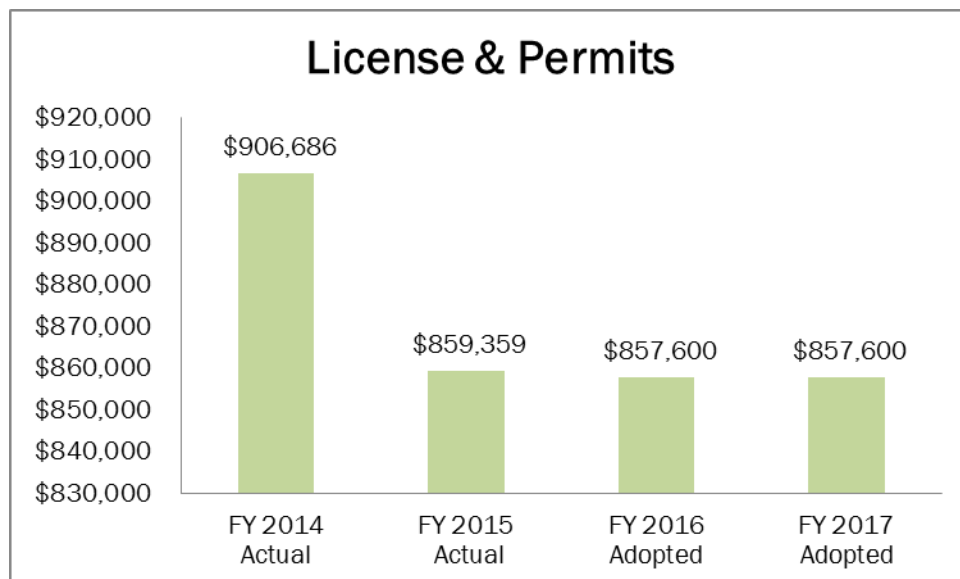 License & Permits
$920,000
$910,000
$900,000
$890,000
$880,000
$870,000
$860,000
$850,000
$840,000
$830,000
$906,686
$859,359
$857,600
$857,600
FY 2014
Actual
FY 2015
Actual
FY 2016
Adopted
FY 2017
Adopted